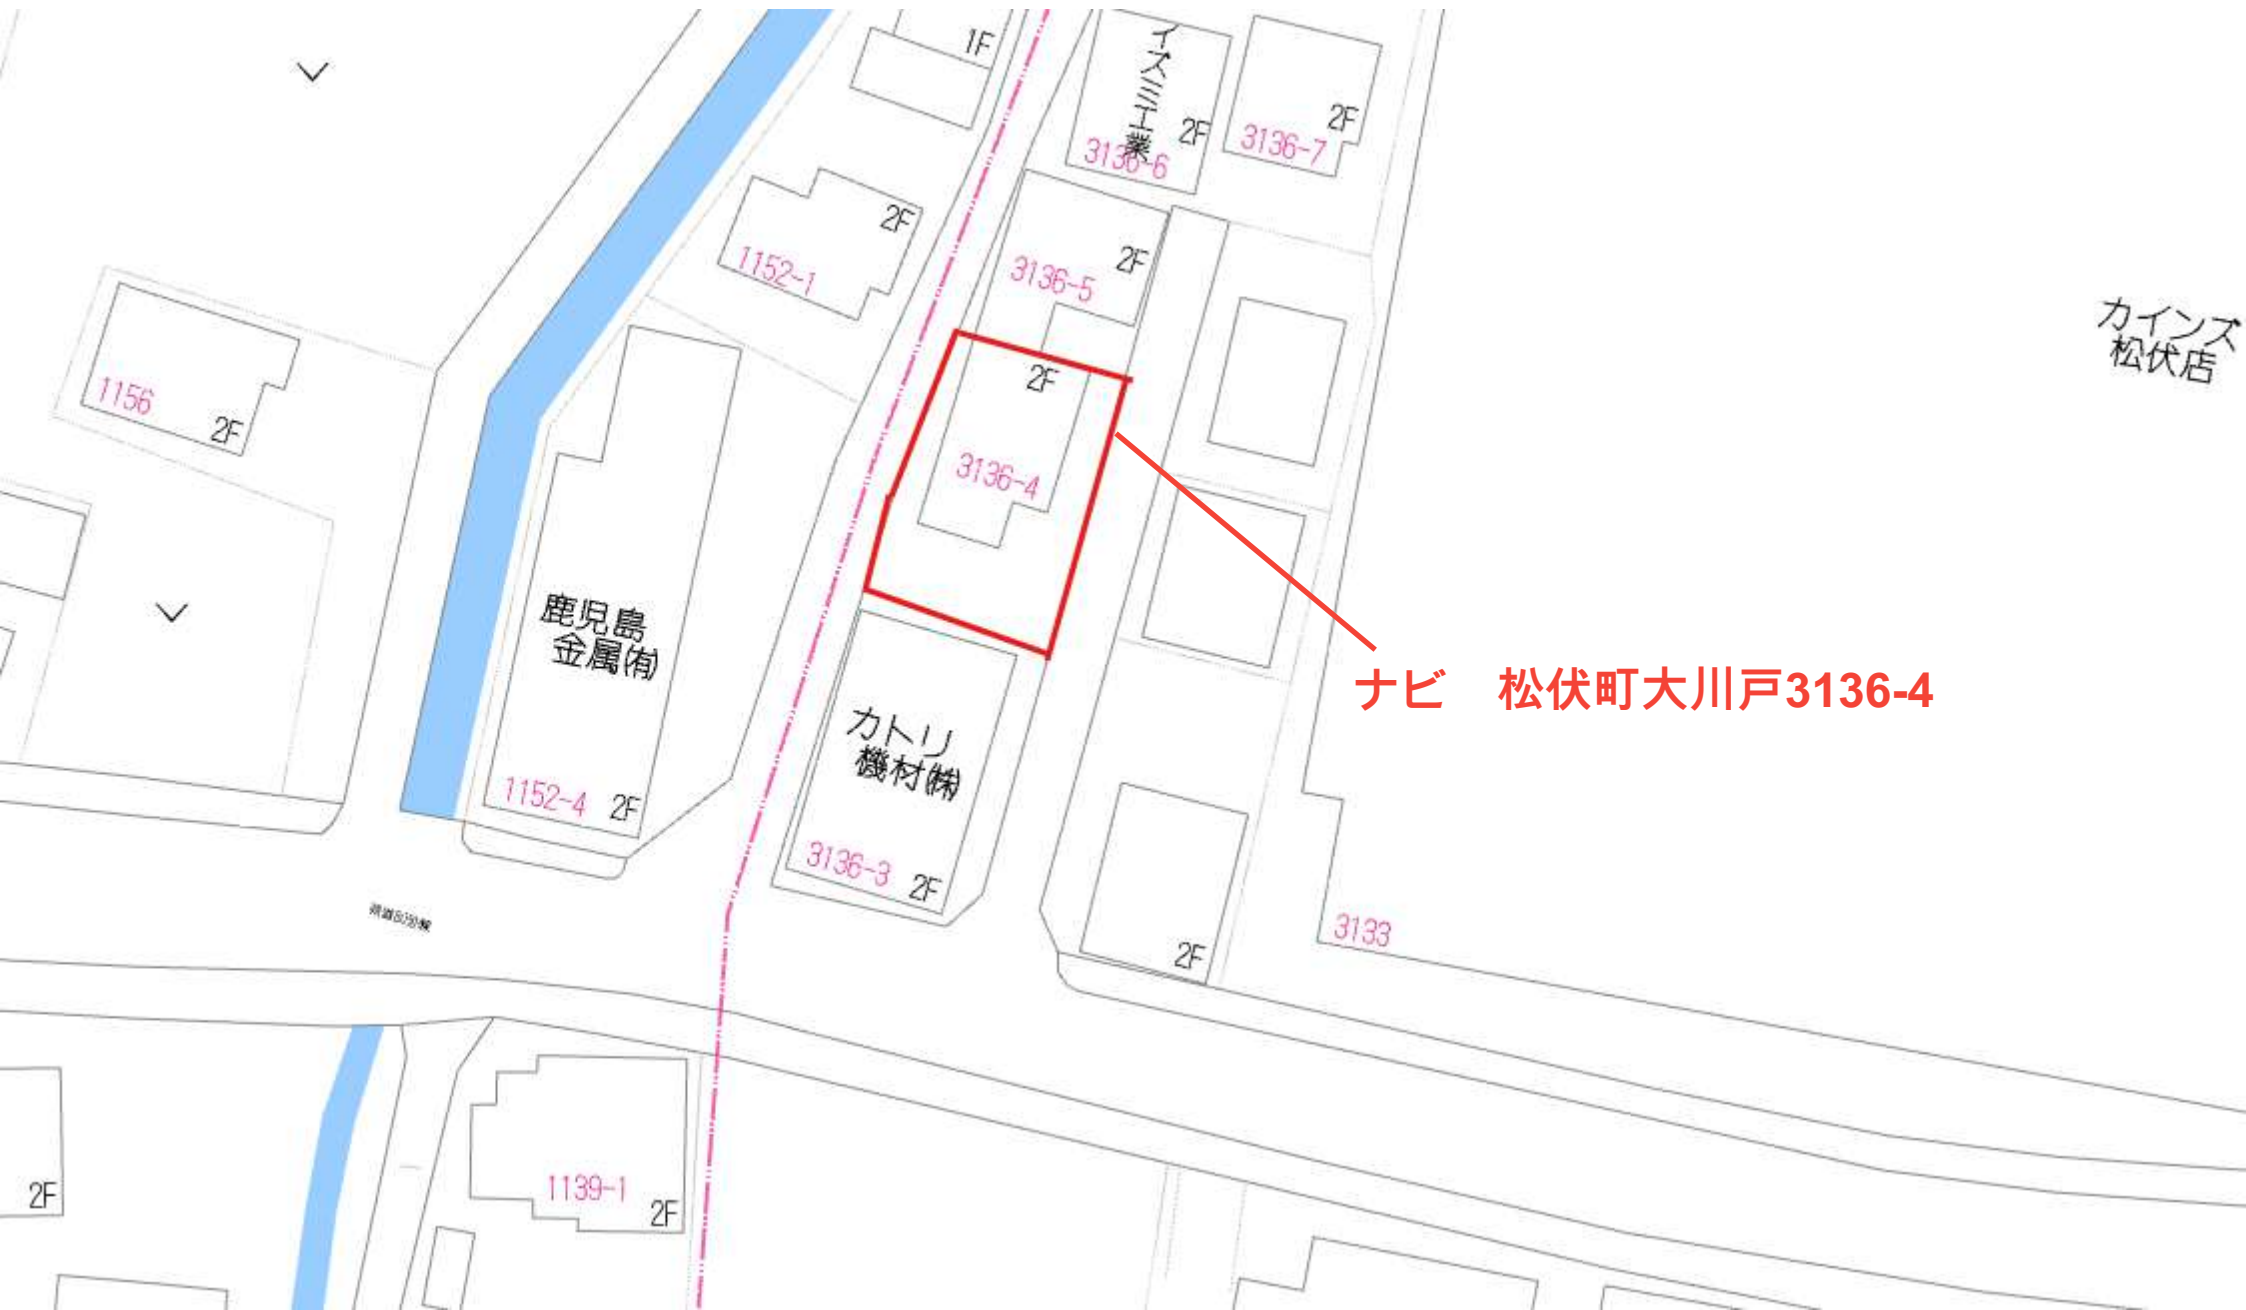 1F
イズミ工業
2F
3136-6
2F
3136-7
2F
1152-1
2F
3136-5
カインズ
松伏店
1156
2F
2F
3136-4
鹿児島
金属㈲
ナビ　松伏町大川戸3136-4
カトリ
機材㈱
1152-4
2F
3136-3
2F
3133
2F
1139-1
2F
2F